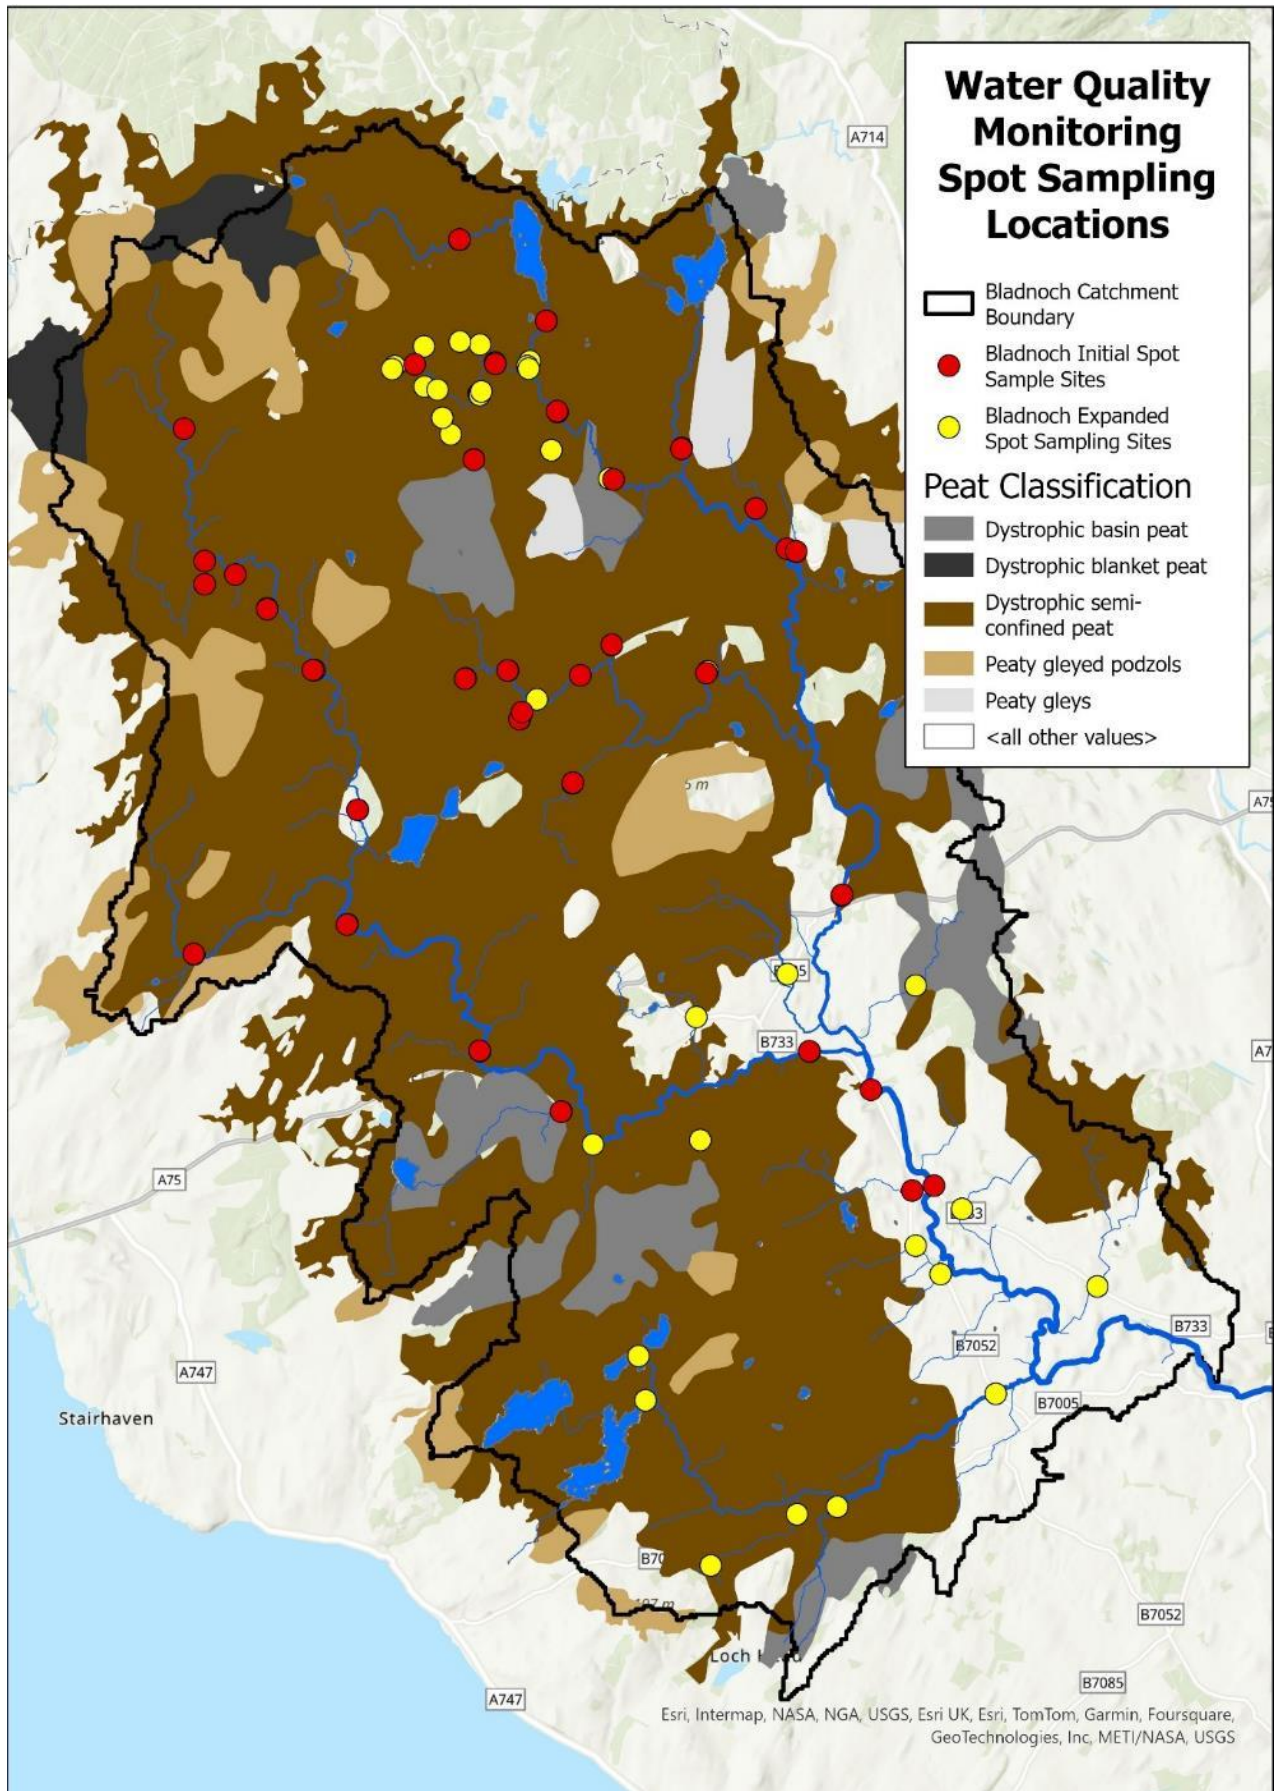 Water Quality
Monitoring
Spot Sampling
Locations
Bladnoch Catchment
Boundary
Bladnoch Initial Spot
Sample Sites
Bladnoch Expanded
Spot Sampling Sites
Peat Classification
Dystrophic basin peat
Dystrophic blanket peat
Dystrophic semi-
confined peat
Peaty gleyed podzols
Peaty gleys
<all other values>
A714
B733
A75
B7052
B733
A747
B7005
Stairhaven
B7052
B7085
A747
Esri, Intermap, NASA, NGA, USGS, Esri UK, Esri, TomTom, Garmin, Foursquare,
GeoTechnologies, Inc, METI/NASA, USGS